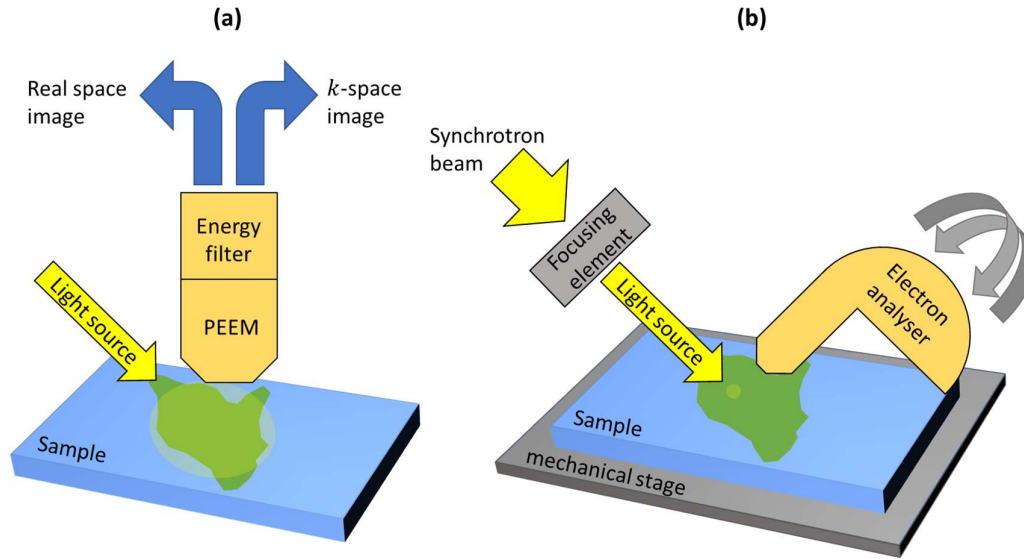 (a)
Real space
image
k-space
image
Energy
filter
PEEM
Light source
Sample
(b)
Synchrotron
beam
Focusing
element
Light source
Electron
analyser
Sample
mechanical stage